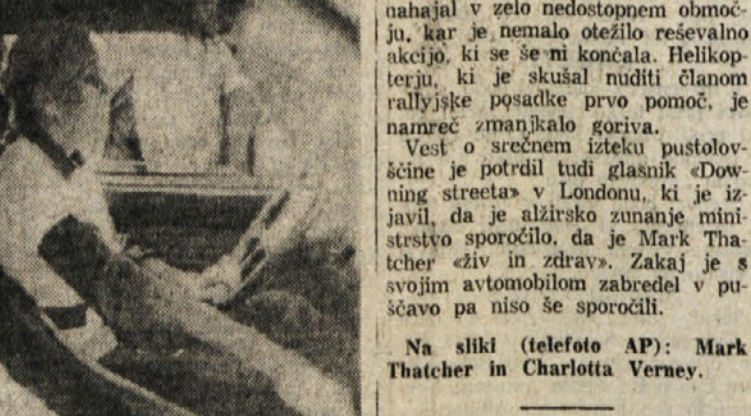 nahajal v zelo nedostopnem območ-
ju, kar je nemalo otežilo reševalno
akcijo, ki se še ni končala. Helikop-
terju, ki je skušal nuditi članom
rallyjske posadke prvo pomoč, je
namreč zmanjkalo goriva.
Vest o srečnem izteku pustolov-
ščine je potrdil tudi glasnik «Dow-
ning streeta» v Londonu, ki je iz-
javil, da je alžirsko zunanje mini-
strstvo sporočilo, da je Mark Tha-
tcher «živ in zdrav». Zakaj je s
svojim avtomobilom zabredel v pu-
ščavo pa niso še sporočili.
Na sliki (telefoto AP): Mark
Thatcher in Charlotta Verney.